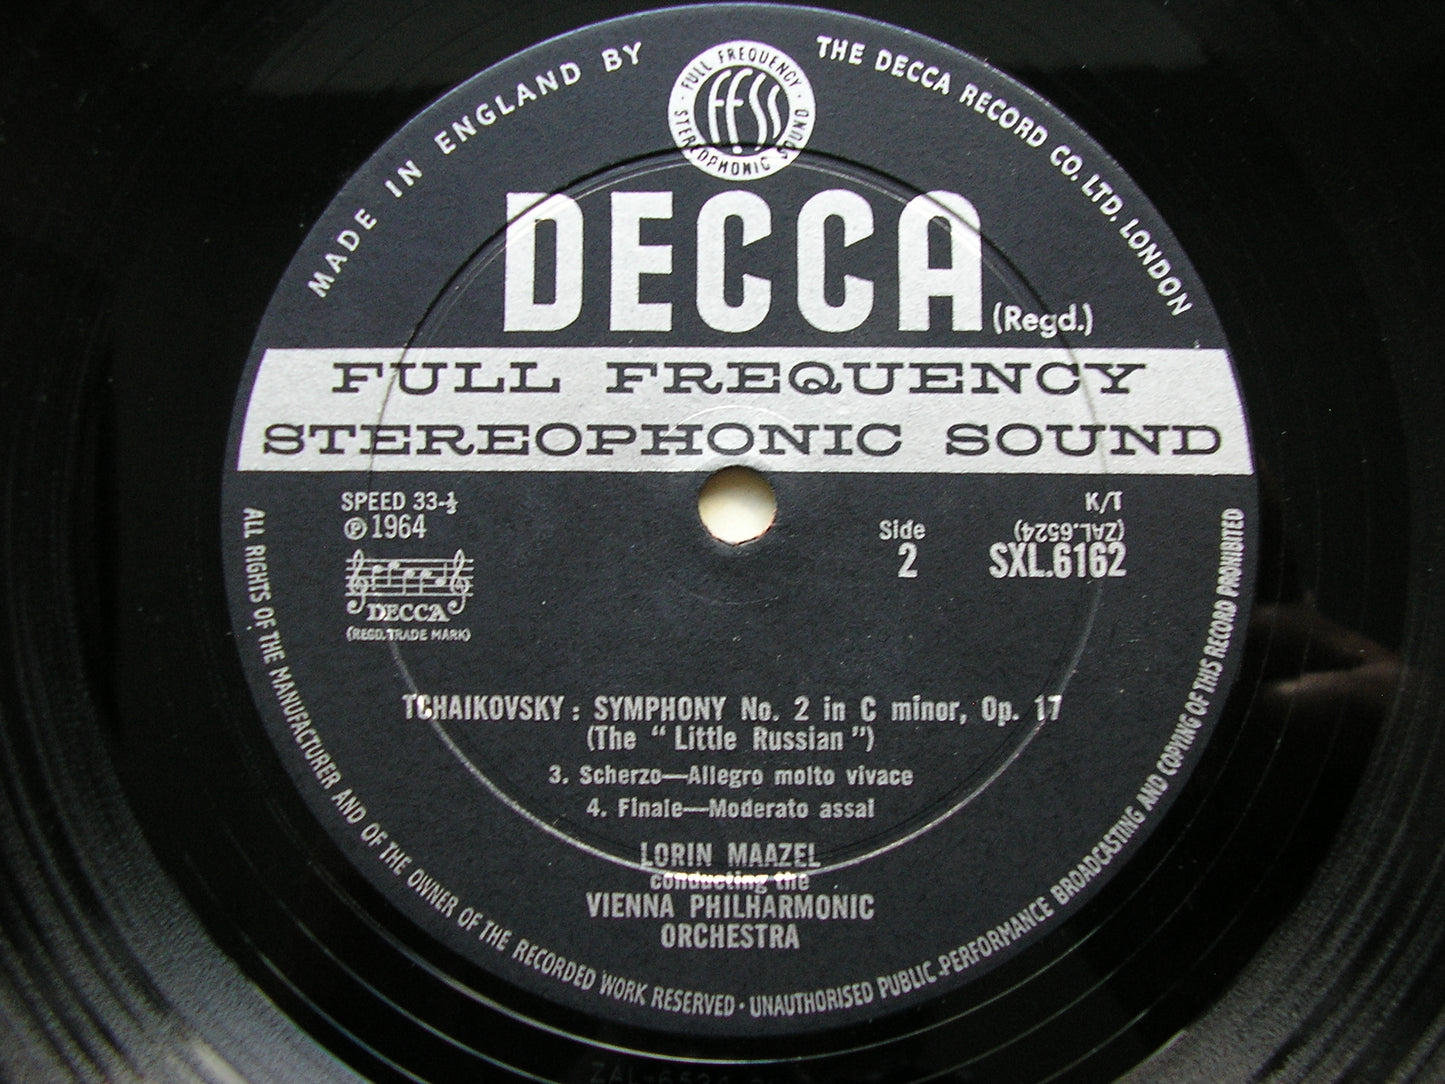 MADE IN ENGLAND BY
THE DECCA RECORD CO. LTD. LONDON
· FULL FREQUENCY ·
FFSS
STEREOPHONIC SOUND
DECCA
(Regd.)
FULL FREQUENCY
STEREOPHONIC SOUND
SPEED 33-⅓
Ⓟ1964
DECCA
(REGD. TRADE MARK)
Side
2
K/T
(ZAL.6524)
SXL.6162
TCHAIKOVSKY : SYMPHONY No. 2 in C minor, Op. 17
(The “ Little Russian ”)
3. Scherzo—Allegro molto vivace
4. Finale—Moderato assai
LORIN MAAZEL
conducting the
VIENNA PHILHARMONIC
ORCHESTRA
ALL RIGHTS OF THE MANUFACTURER AND OF THE OWNER OF THE RECORDED WORK RESERVED · UNAUTHORISED PUBLIC PERFORMANCE BROADCASTING AND COPYING OF THIS RECORD PROHIBITED